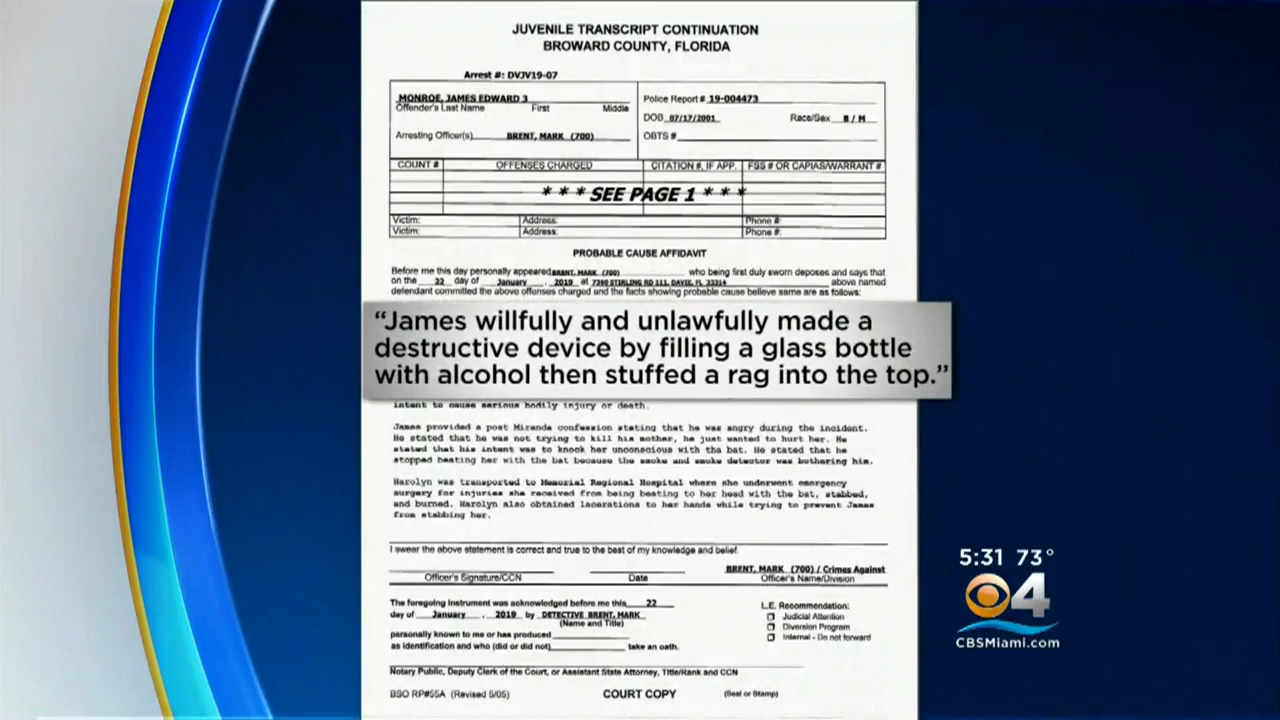 JUVENILE TRANSCRIPT CONTINUATION
BROWARD COUNTY, FLORIDA
Arrest #: DVJV19-07
MONROE, JAMES EDWARD 3
Offender's Last Name First Middle
Police Report # 19-004473
DOB 07/17/2001 Race/Sex B / M
Arresting Officer(s) BRENT, MARK (700)
OBTS #
COUNT # OFFENSES CHARGED CITATION #, IF APP. FSS # OR CAPIAS/WARRANT #
* * * SEE PAGE 1 * * *
Victim: Address: Phone #:
Victim: Address: Phone #:
PROBABLE CAUSE AFFIDAVIT
Before me this day personally appeared BRENT, MARK (700) who being first duly sworn deposes and says that
on the 22 day of January , 2019 at 7380 STERLING RD 111, DAVIE, FL 33314 above named
defendant committed the above offenses charged and the facts showing probable cause believe same are as follows:
“James willfully and unlawfully made a
destructive device by filling a glass bottle
with alcohol then stuffed a rag into the top.”
intent to cause serious bodily injury or death.
James provided a post Miranda confession stating that he was angry during the incident.
He stated that he was not trying to kill his mother, he just wanted to hurt her. He
stated that his intent was to knock her unconscious with the bat. He stated that he
stopped beating her with the bat because the smoke and smoke detector was bothering him.
Harolyn was transported to Memorial Regional Hospital where she underwent emergency
surgery for injuries she received from being beating to her head with the bat, stabbed,
and burned. Harolyn also obtained lacerations to her hands while trying to prevent James
from stabbing her.
I swear the above statement is correct and true to the best of my knowledge and belief.
BRENT, MARK (700) / Crimes Against
Officer's Signature/CCN Date Officer's Name/Division
The foregoing instrument was acknowledged before me this 22
day of January , 2019 by DETECTIVE BRENT, MARK
(Name and Title)
personally known to me or has produced
as identification and who (did or did not) take an oath.
L.E. Recommendation:
Judicial Attention
Diversion Program
Internal - Do not forward
Notary Public, Deputy Clerk of the Court, or Assistant State Attorney, Title/Rank and CCN
BSO RP#55A (Revised 5/05) COURT COPY (Seal or Stamp)
5:31 73°
4
CBSMiami.com